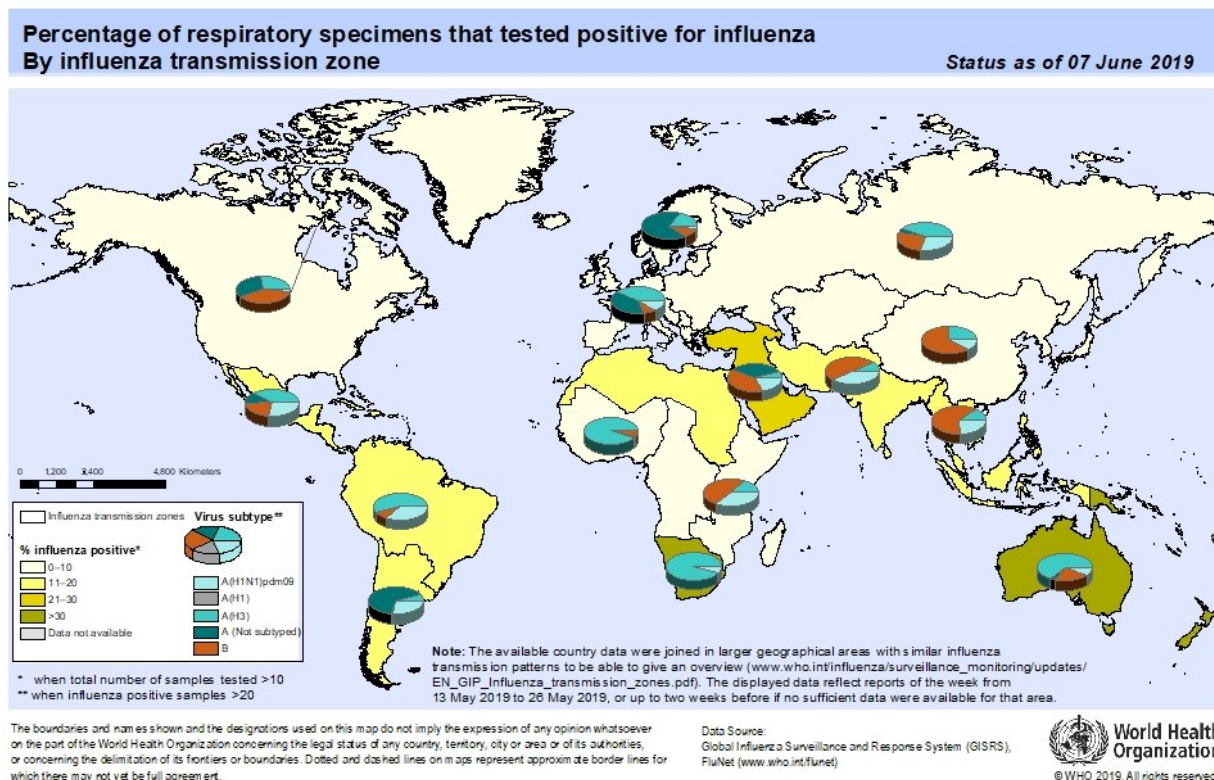 Percentage of respiratory specimens that tested positive for influenza
By influenza transmission zone
Status as of 07 June 2019
0 1,200 2,400 4,800 Kilometers
Influenza transmission zones
% influenza positive*
0–10
11–20
21–30
>30
Data not available
Virus subtype**
A(H1N1)pdm09
A(H1)
A(H3)
A (Not subtyped)
B
* when total number of samples tested >10
** when influenza positive samples >20
Note: The available country data were joined in larger geographical areas with similar influenza
transmission patterns to be able to give an overview (www.who.int/influenza/surveillance_monitoring/updates/
EN_GIP_Influenza_transmission_zones.pdf). The displayed data reflect reports of the week from
13 May 2019 to 26 May 2019, or up to two weeks before if no sufficient data were available for that area.
The boundaries and names shown and the designations used on this map do not imply the expression of any opinion whatsoever
on the part of the World Health Organization concerning the legal status of any country, territory, city or area or of its authorities,
or concerning the delimitation of its frontiers or boundaries. Dotted and dashed lines on maps represent approximate border lines for
which there may not yet be full agreement.
Data Source:
Global Influenza Surveillance and Response System (GISRS),
FluNet (www.who.int/flunet)
World Health
Organization
© WHO 2019. All rights reserved